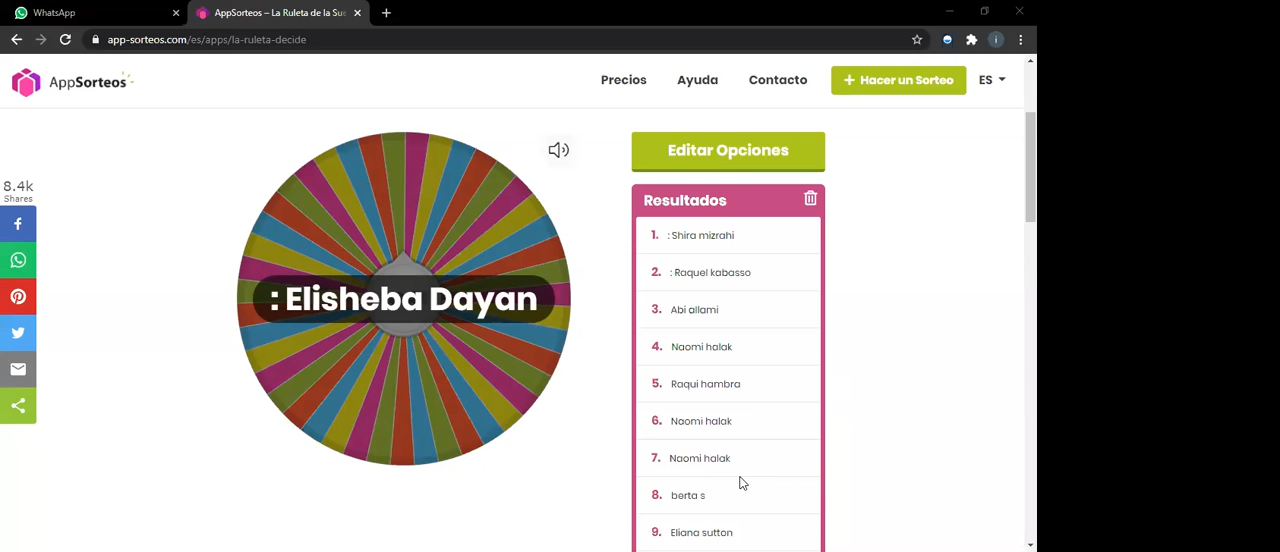 WhatsApp
AppSorteos – La Ruleta de la Sue
app-sorteos.com/es/apps/la-ruleta-decide
i
AppSorteos
Precios
Ayuda
Contacto
+ Hacer un Sorteo
ES
8.4k
Shares
: Elisheba Dayan
Editar Opciones
Resultados
1. : Shira mizrahi
2. : Raquel kabasso
3. Abi allami
4. Naomi halak
5. Raqui hambra
6. Naomi halak
7. Naomi halak
8. berta s
9. Eliana sutton